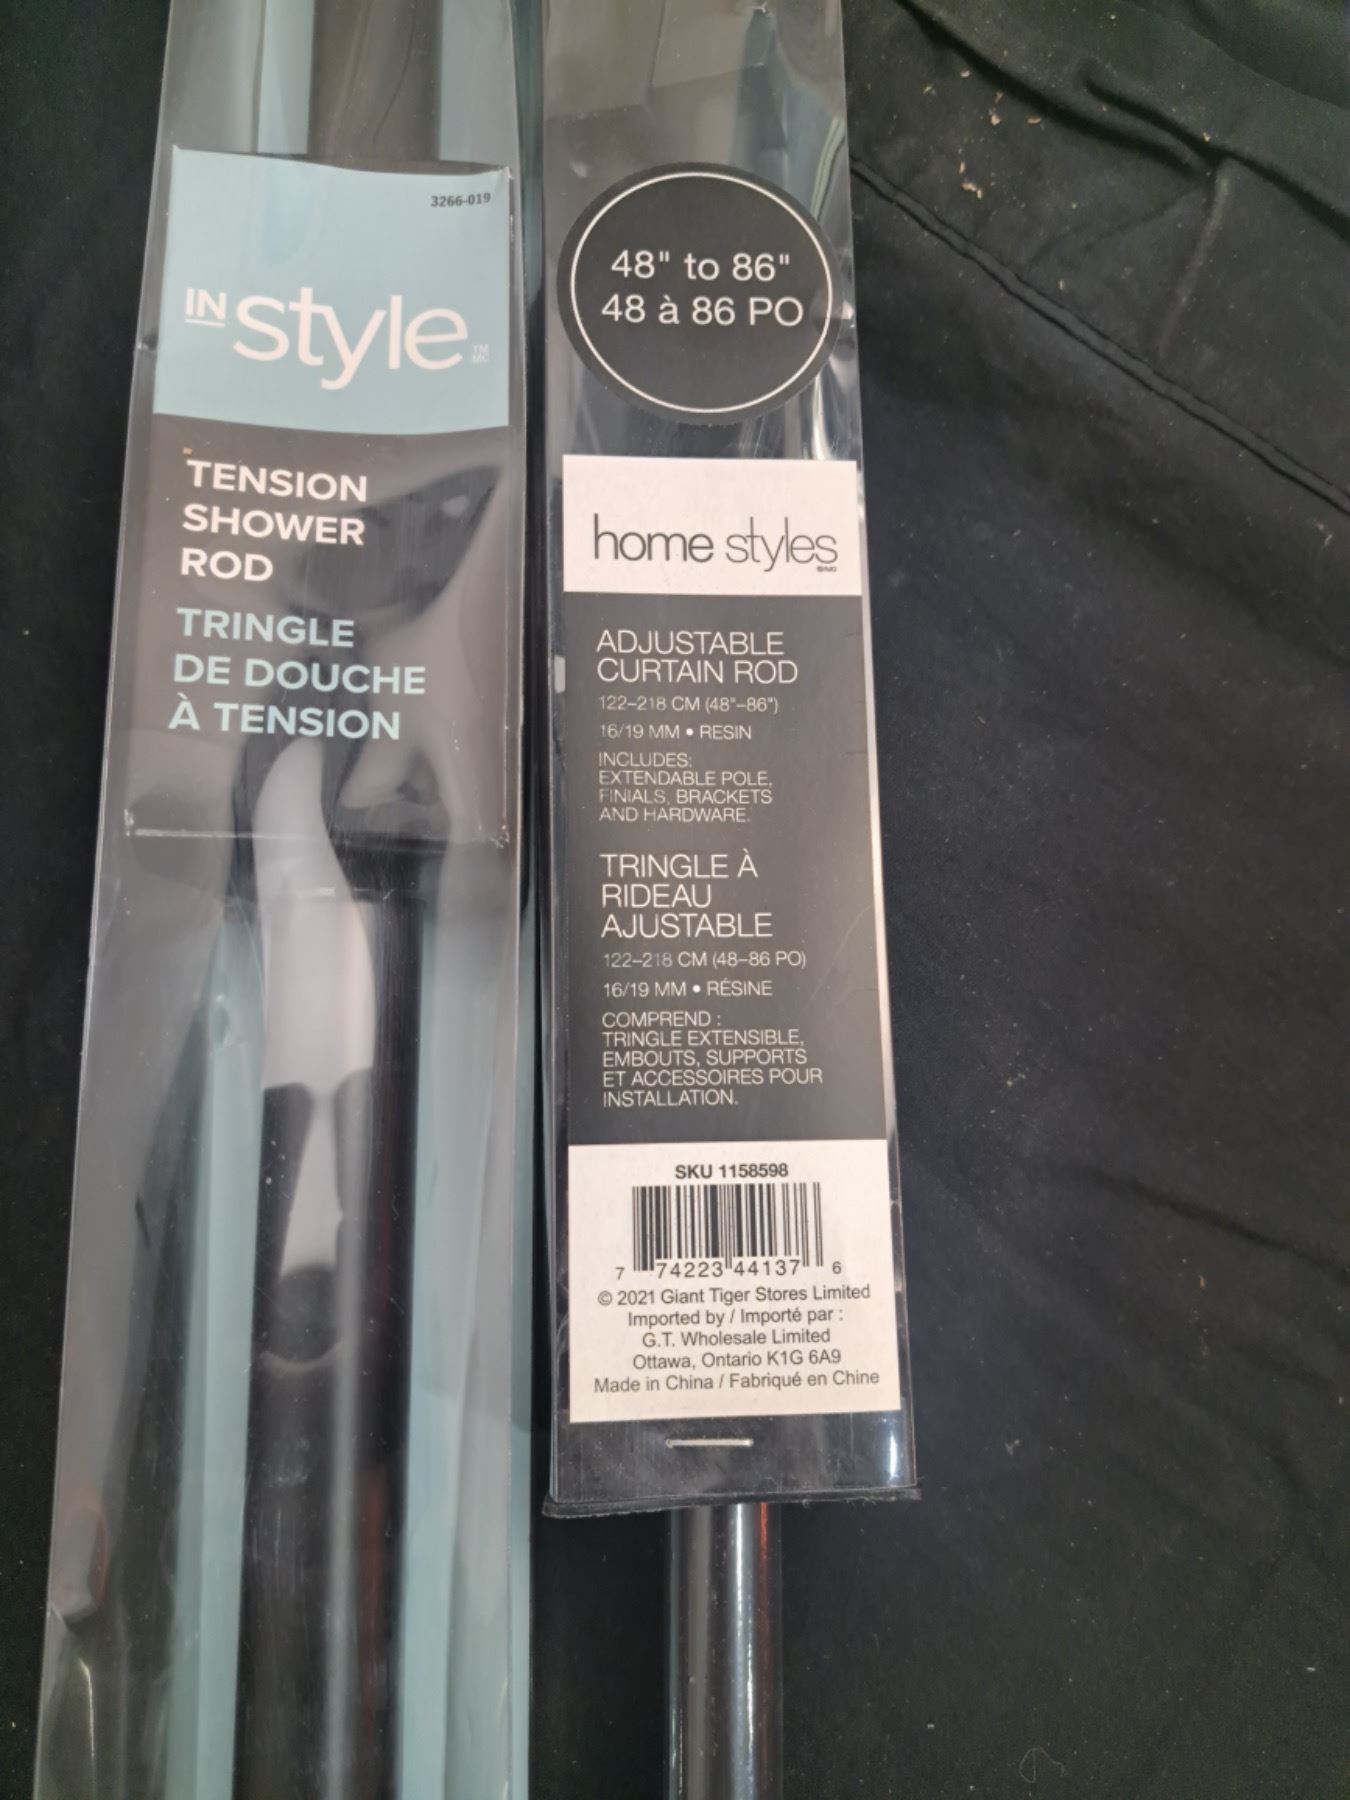 3266-019
IN style TM
MC
TENSION
SHOWER
ROD
TRINGLE
DE DOUCHE
À TENSION
48" to 86"
48 à 86 PO
home styles
ADJUSTABLE
CURTAIN ROD
122–218 CM (48"–86")
16/19 MM • RESIN
INCLUDES:
EXTENDABLE POLE,
FINIALS, BRACKETS
AND HARDWARE.
TRINGLE À
RIDEAU
AJUSTABLE
122–218 CM (48–86 PO)
16/19 MM • RÉSINE
COMPREND :
TRINGLE EXTENSIBLE,
EMBOUTS, SUPPORTS
ET ACCESSOIRES POUR
INSTALLATION.
SKU 1158598
7 74223 44137 6
© 2021 Giant Tiger Stores Limited
Imported by / Importé par :
G.T. Wholesale Limited
Ottawa, Ontario K1G 6A9
Made in China / Fabriqué en Chine